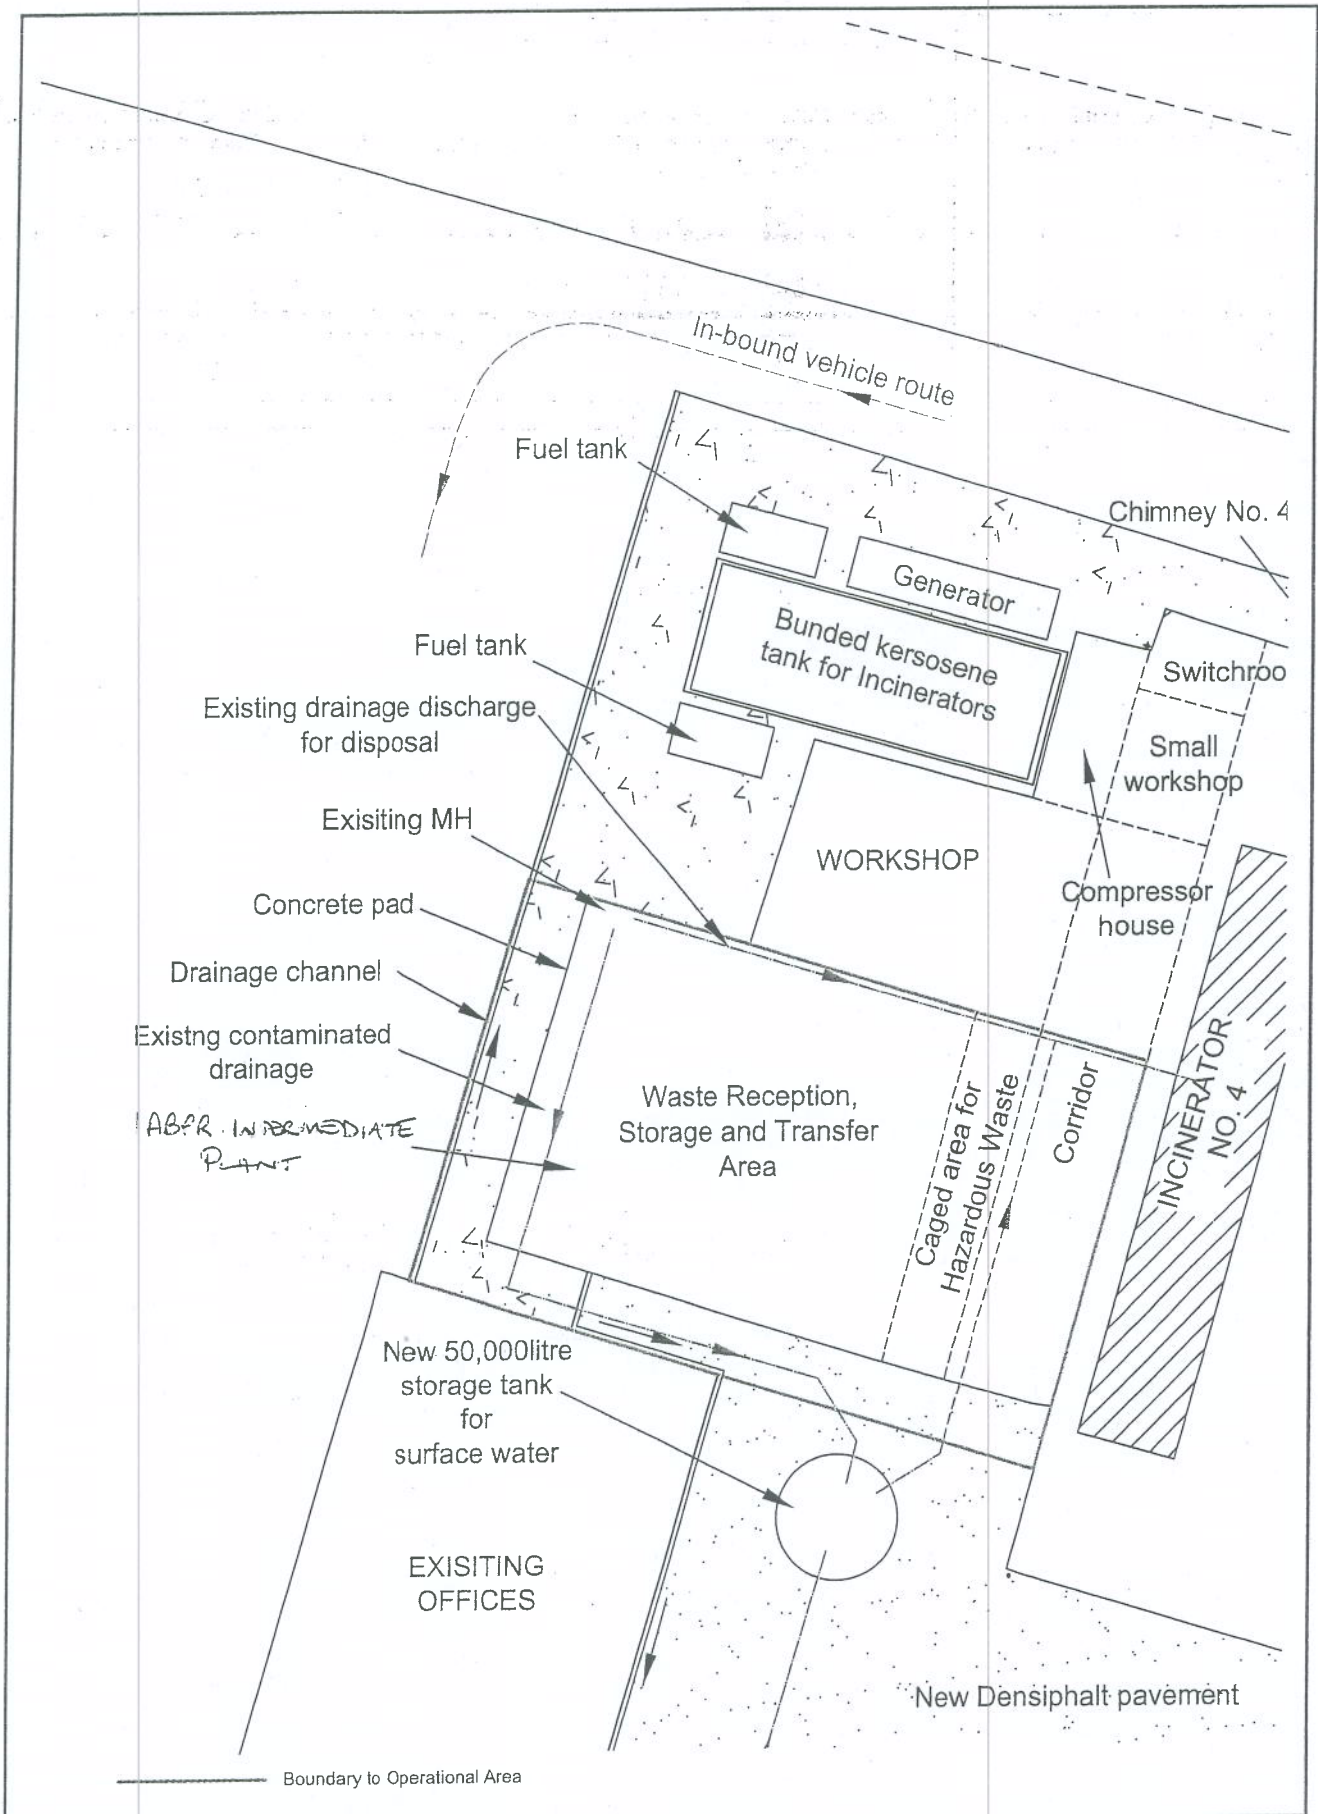 In-bound vehicle route
Fuel tank
Chimney No. 4
Generator
Bunded kersosene
tank for Incinerators
Fuel tank
Switchroo
Existing drainage discharge
for disposal
Small
workshop
Exisiting MH
WORKSHOP
Concrete pad
Compressor
house
Drainage channel
Existng contaminated
drainage
INCINERATOR
NO. 4
Waste Reception,
Storage and Transfer
Area
Caged area for
Hazardous Waste
Corridor
ABPR INTERMEDIATE
PLANT
New 50,000litre
storage tank
for
surface water
EXISITING
OFFICES
New Densiphalt pavement
Boundary to Operational Area